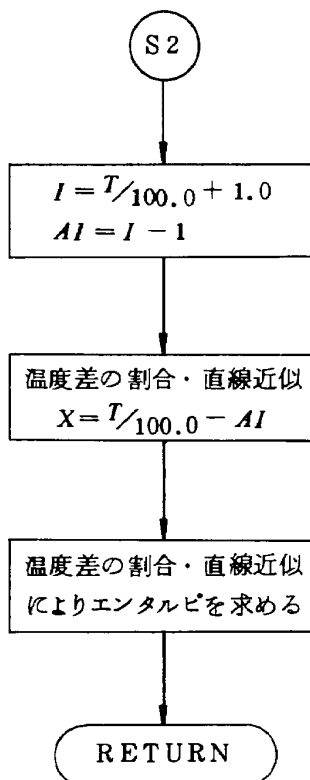 S2
I = T/100.0 + 1.0
AI = I − 1
温度差の割合・直線近似
X = T/100.0 − AI
温度差の割合・直線近似
によりエンタルピを求める
RETURN